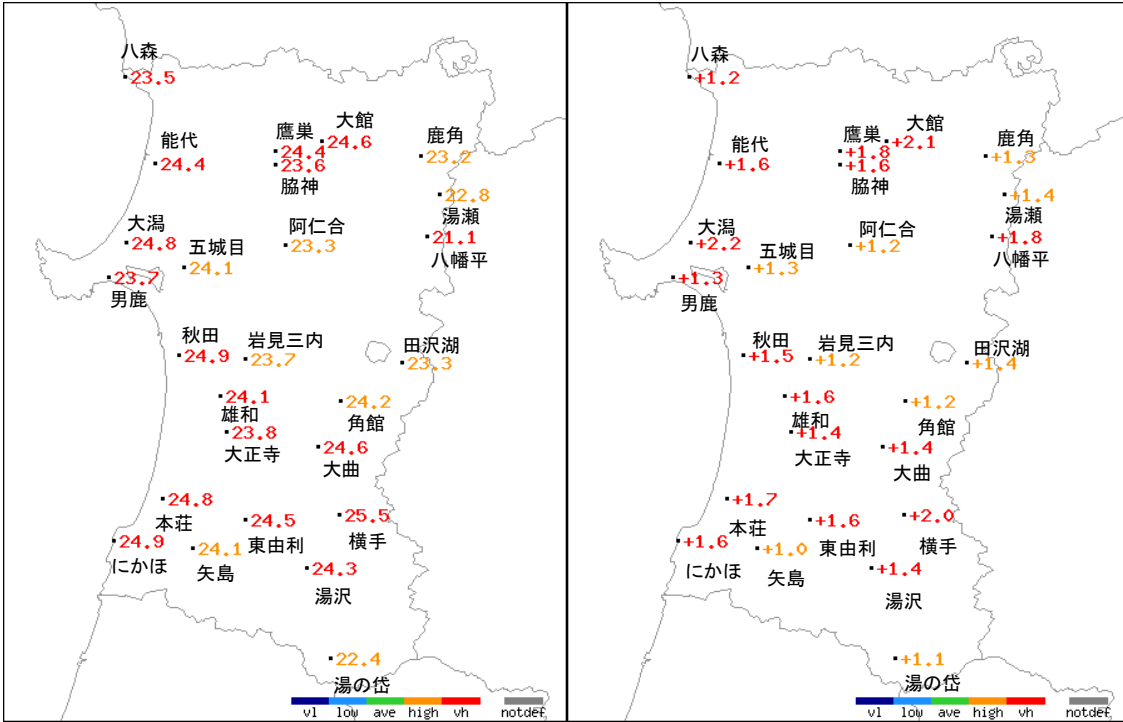 八森
23.5
大館
24.6
鷹巣
24.4
能代
24.4
23.6
脇神
鹿角
23.2
22.8
湯瀬
21.1
八幡平
大潟
24.8
阿仁合
23.3
五城目
24.1
23.7
男鹿
秋田
24.9
岩見三内
23.7
田沢湖
23.3
24.1
雄和
23.8
大正寺
24.2
角館
24.6
大曲
24.8
本荘
24.5
東由利
25.5
横手
24.9
にかほ
24.1
矢島
24.3
湯沢
22.4
湯の岱
vl low ave high vh notdef
八森
+1.2
大館
+2.1
鷹巣
+1.8
能代
+1.6
+1.6
脇神
鹿角
+1.3
+1.4
湯瀬
+1.8
八幡平
大潟
+2.2
阿仁合
+1.2
五城目
+1.3
+1.3
男鹿
秋田
+1.5
岩見三内
+1.2
田沢湖
+1.4
+1.6
雄和
+1.4
大正寺
+1.2
角館
+1.4
大曲
+1.7
本荘
+1.6
東由利
+2.0
横手
+1.6
にかほ
+1.0
矢島
+1.4
湯沢
+1.1
湯の岱
vl low ave high vh notdef